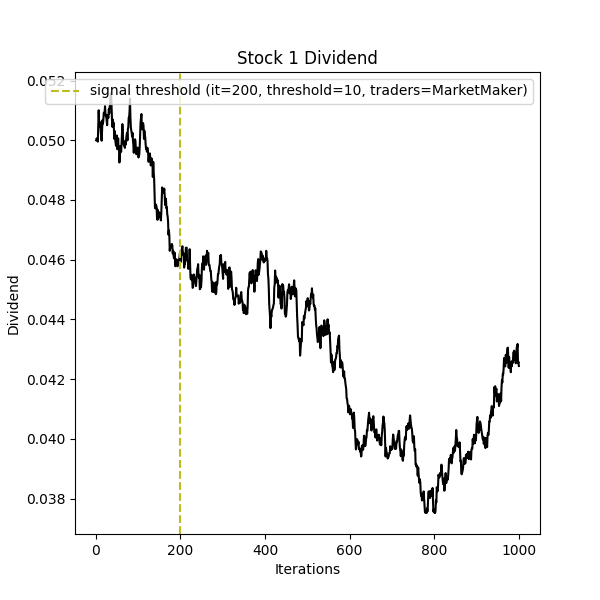 Stock 1 Dividend
0.052
signal threshold (it=200, threshold=10, traders=MarketMaker)
0.050
0.048
0.046
0.044
0.042
0.040
0.038
Dividend
0 200 400 600 800 1000
Iterations